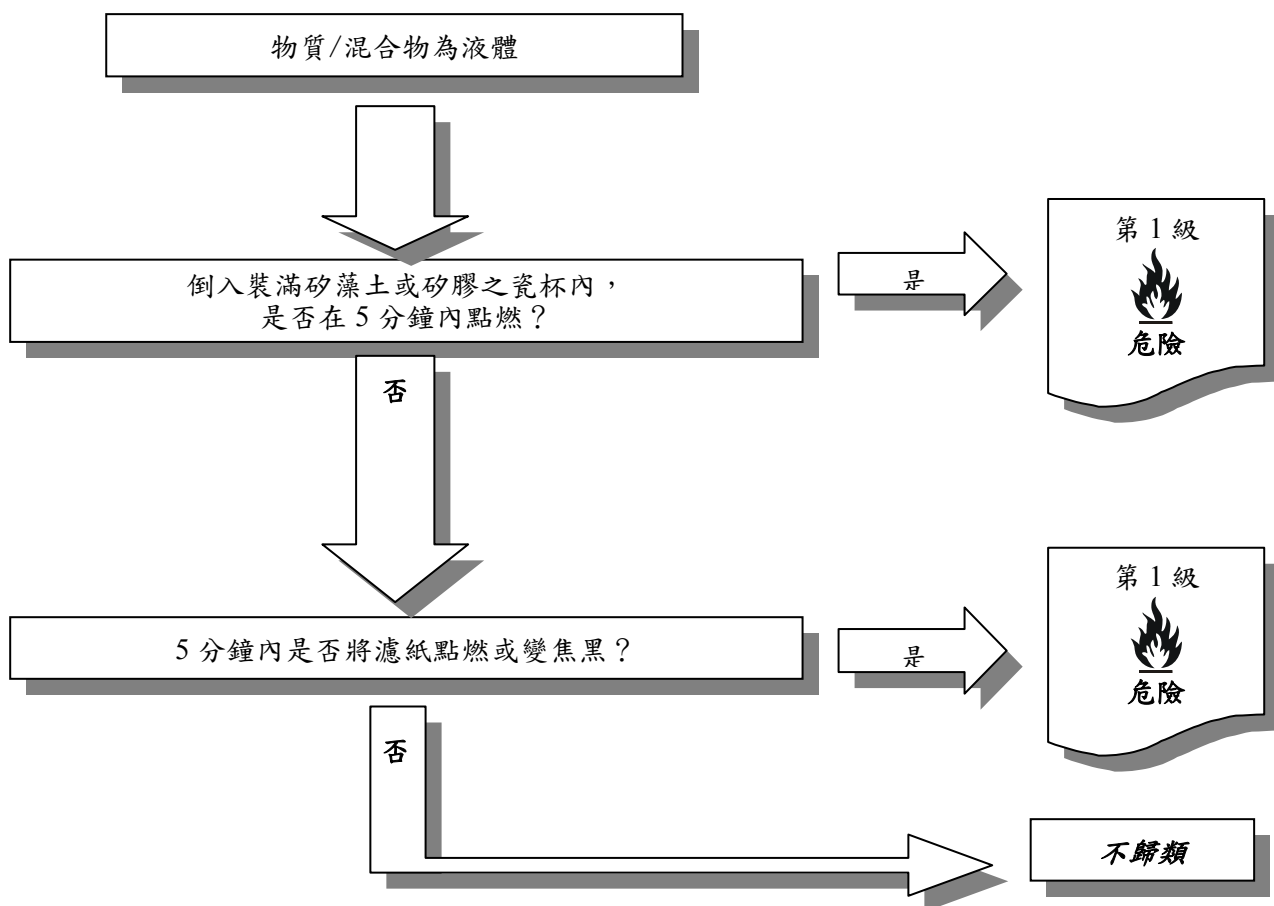 物質/混合物為液體
倒入裝滿矽藻土或矽膠之瓷杯內，
是否在 5 分鐘內點燃？
是
第 1 級
危險
否
5 分鐘內是否將濾紙點燃或變焦黑？
是
第 1 級
危險
否
不歸類